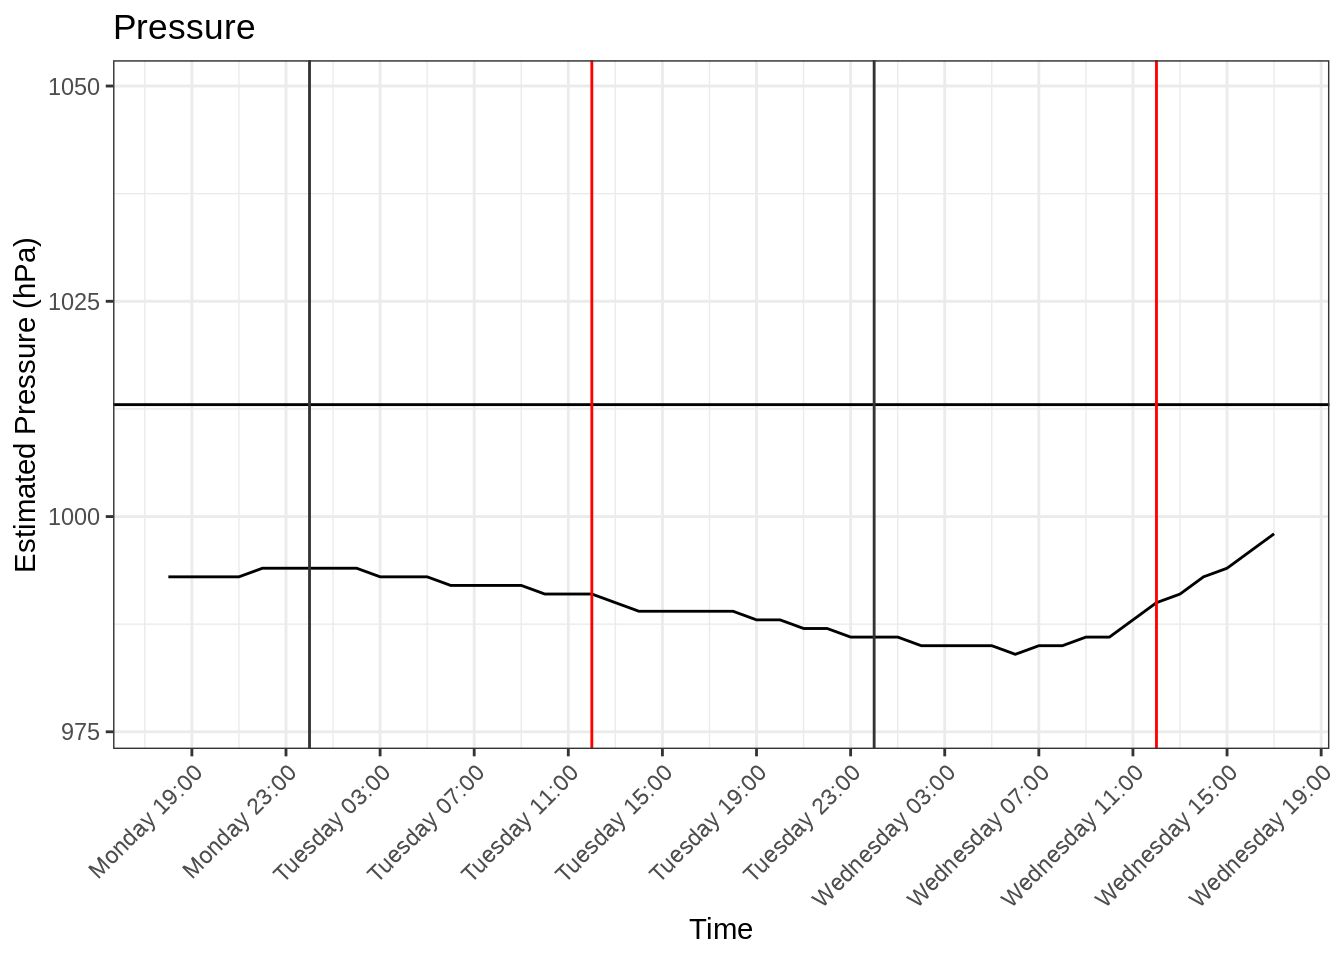 Pressure
Estimated Pressure (hPa)
1050
1025
1000
975
Monday 19:00
Monday 23:00
Tuesday 03:00
Tuesday 07:00
Tuesday 11:00
Tuesday 15:00
Tuesday 19:00
Tuesday 23:00
Wednesday 03:00
Wednesday 07:00
Wednesday 11:00
Wednesday 15:00
Wednesday 19:00
Time